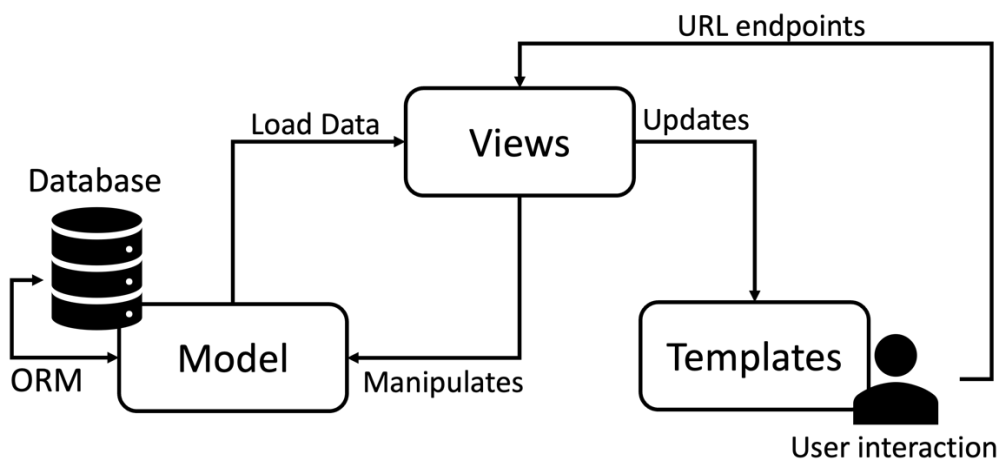 URL endpoints
Load Data
Views
Updates
Database
Model
Templates
ORM
Manipulates
User interaction